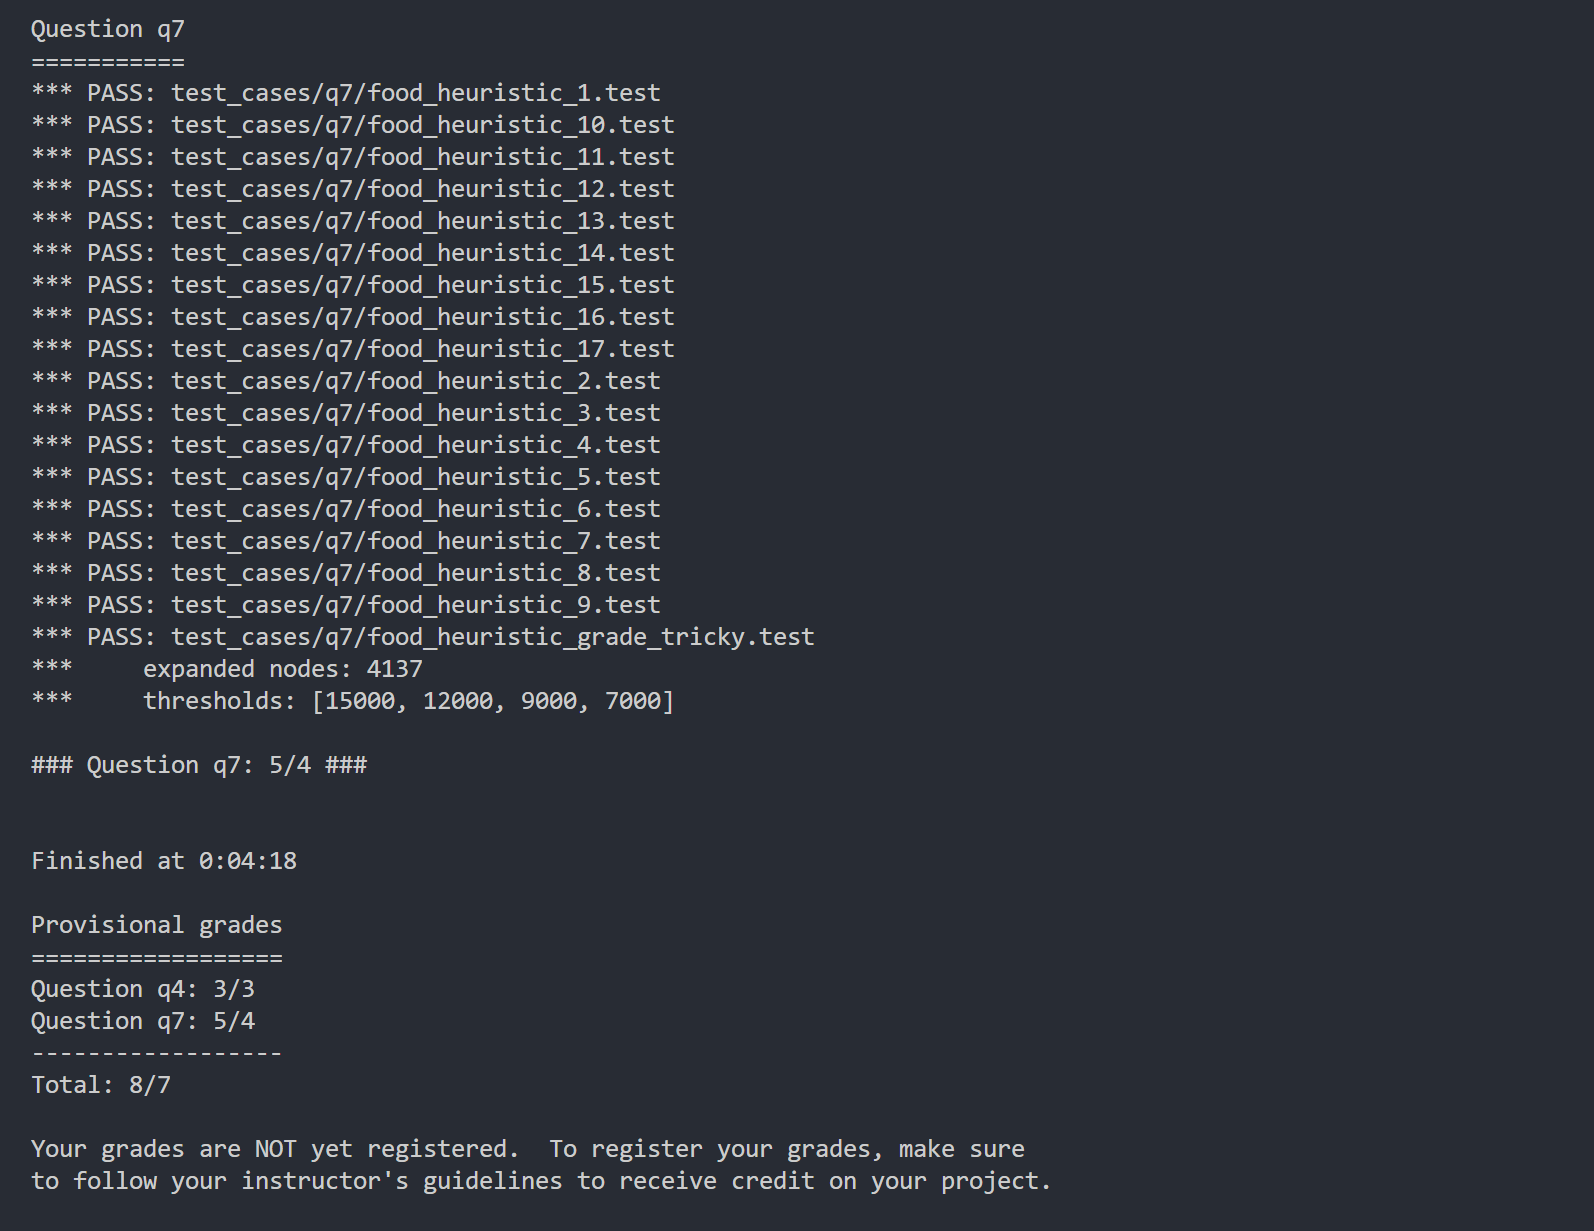 Question q7
===========
*** PASS: test_cases/q7/food_heuristic_1.test
*** PASS: test_cases/q7/food_heuristic_10.test
*** PASS: test_cases/q7/food_heuristic_11.test
*** PASS: test_cases/q7/food_heuristic_12.test
*** PASS: test_cases/q7/food_heuristic_13.test
*** PASS: test_cases/q7/food_heuristic_14.test
*** PASS: test_cases/q7/food_heuristic_15.test
*** PASS: test_cases/q7/food_heuristic_16.test
*** PASS: test_cases/q7/food_heuristic_17.test
*** PASS: test_cases/q7/food_heuristic_2.test
*** PASS: test_cases/q7/food_heuristic_3.test
*** PASS: test_cases/q7/food_heuristic_4.test
*** PASS: test_cases/q7/food_heuristic_5.test
*** PASS: test_cases/q7/food_heuristic_6.test
*** PASS: test_cases/q7/food_heuristic_7.test
*** PASS: test_cases/q7/food_heuristic_8.test
*** PASS: test_cases/q7/food_heuristic_9.test
*** PASS: test_cases/q7/food_heuristic_grade_tricky.test
***     expanded nodes: 4137
***     thresholds: [15000, 12000, 9000, 7000]

### Question q7: 5/4 ###

Finished at 0:04:18

Provisional grades
==================
Question q4: 3/3
Question q7: 5/4
------------------
Total: 8/7

Your grades are NOT yet registered.  To register your grades, make sure
to follow your instructor's guidelines to receive credit on your project.